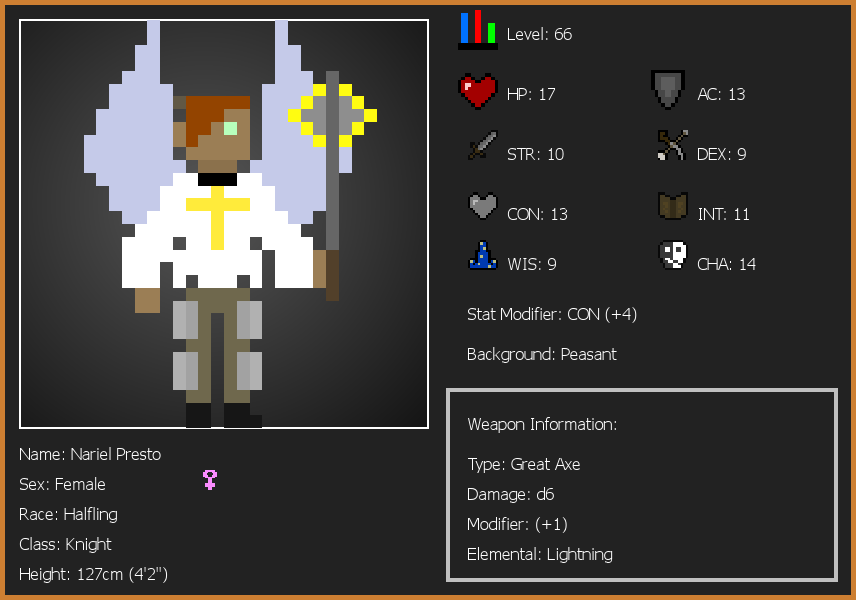 Level: 66
HP: 17
AC: 13
STR: 10
DEX: 9
CON: 13
INT: 11
WIS: 9
CHA: 14
Stat Modifier: CON (+4)
Background: Peasant
Weapon Information:
Type: Great Axe
Damage: d6
Modifier: (+1)
Elemental: Lightning
Name: Nariel Presto
Sex: Female
Race: Halfling
Class: Knight
Height: 127cm (4'2")